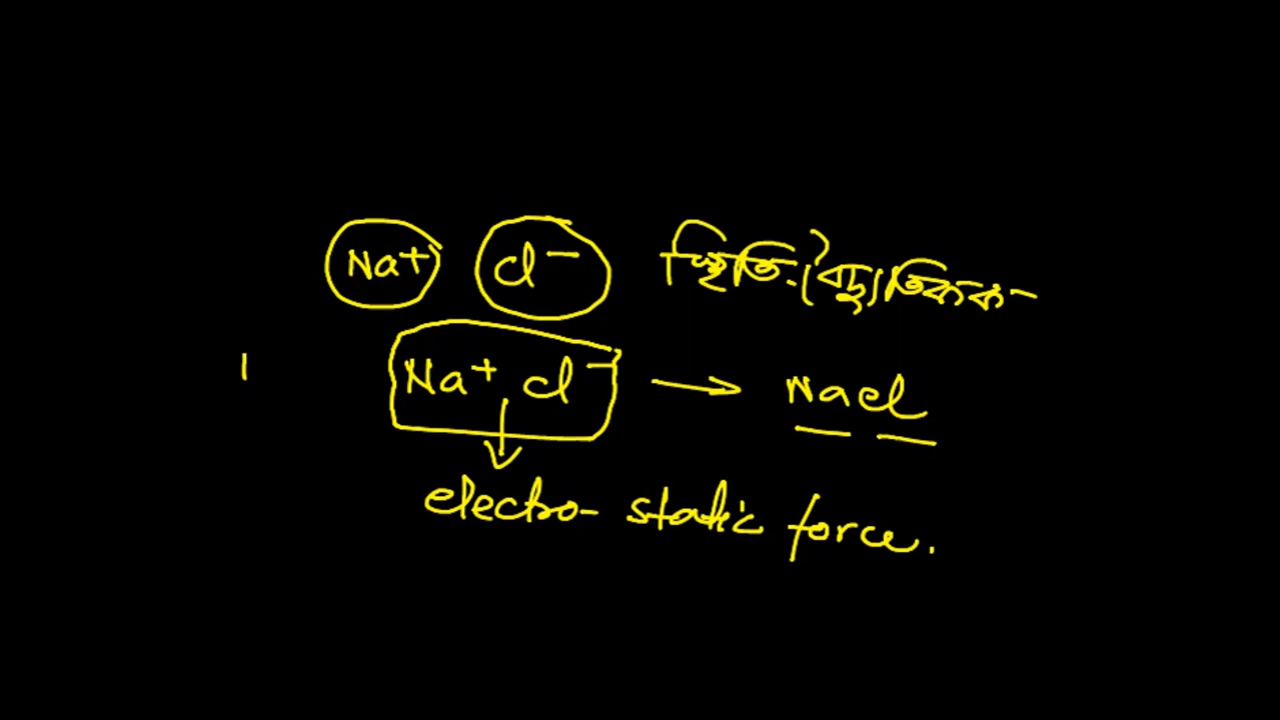 Na⁺ Cl⁻ স্থিতি-বৈদ্যুতিক
Na⁺ Cl⁻ → NaCl
electro-static force.